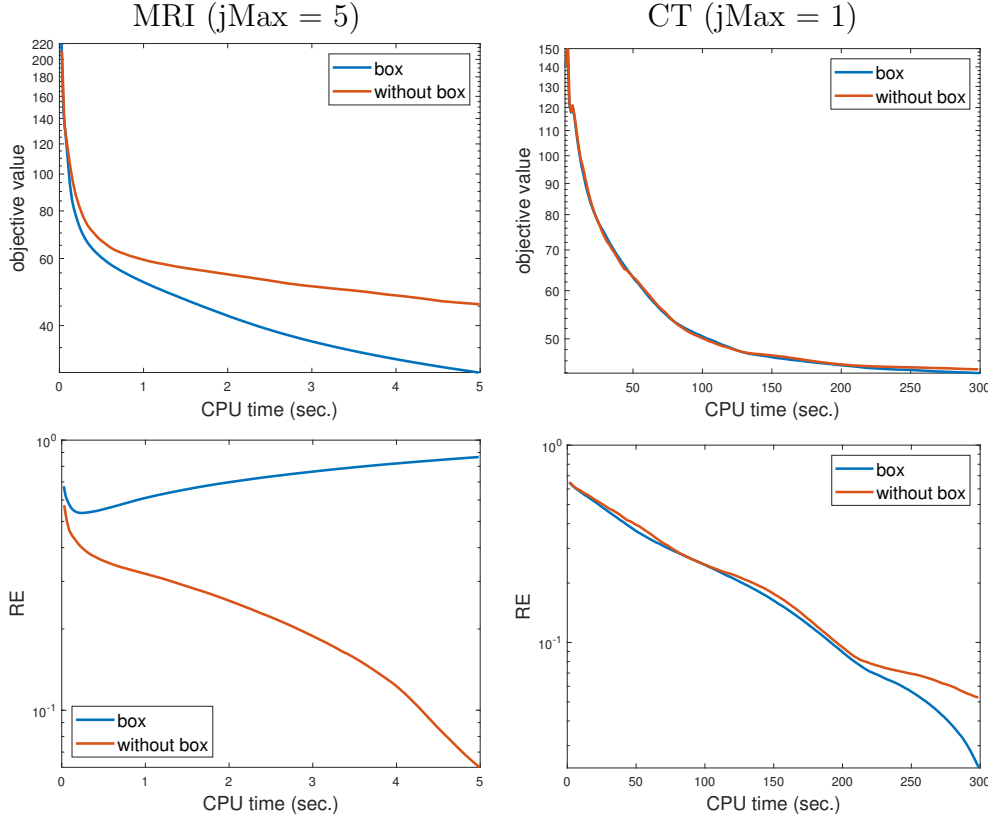 MRI (jMax = 5)
220
200
180
160
140
120
100
80
60
40
objective value
box
without box
0 1 2 3 4 5
CPU time (sec.)
CT (jMax = 1)
150
140
130
120
110
100
90
80
70
60
50
objective value
box
without box
50 100 150 200 250 300
CPU time (sec.)
10^0
10^-1
RE
box
without box
0 1 2 3 4 5
CPU time (sec.)
10^0
10^-1
RE
box
without box
0 50 100 150 200 250 300
CPU time (sec.)